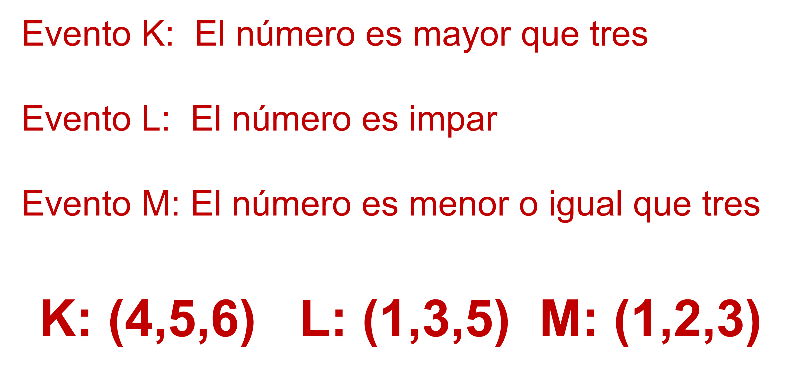 Evento K:  El número es mayor que tres
Evento L:  El número es impar
Evento M: El número es menor o igual que tres
K: (4,5,6)   L: (1,3,5)  M: (1,2,3)